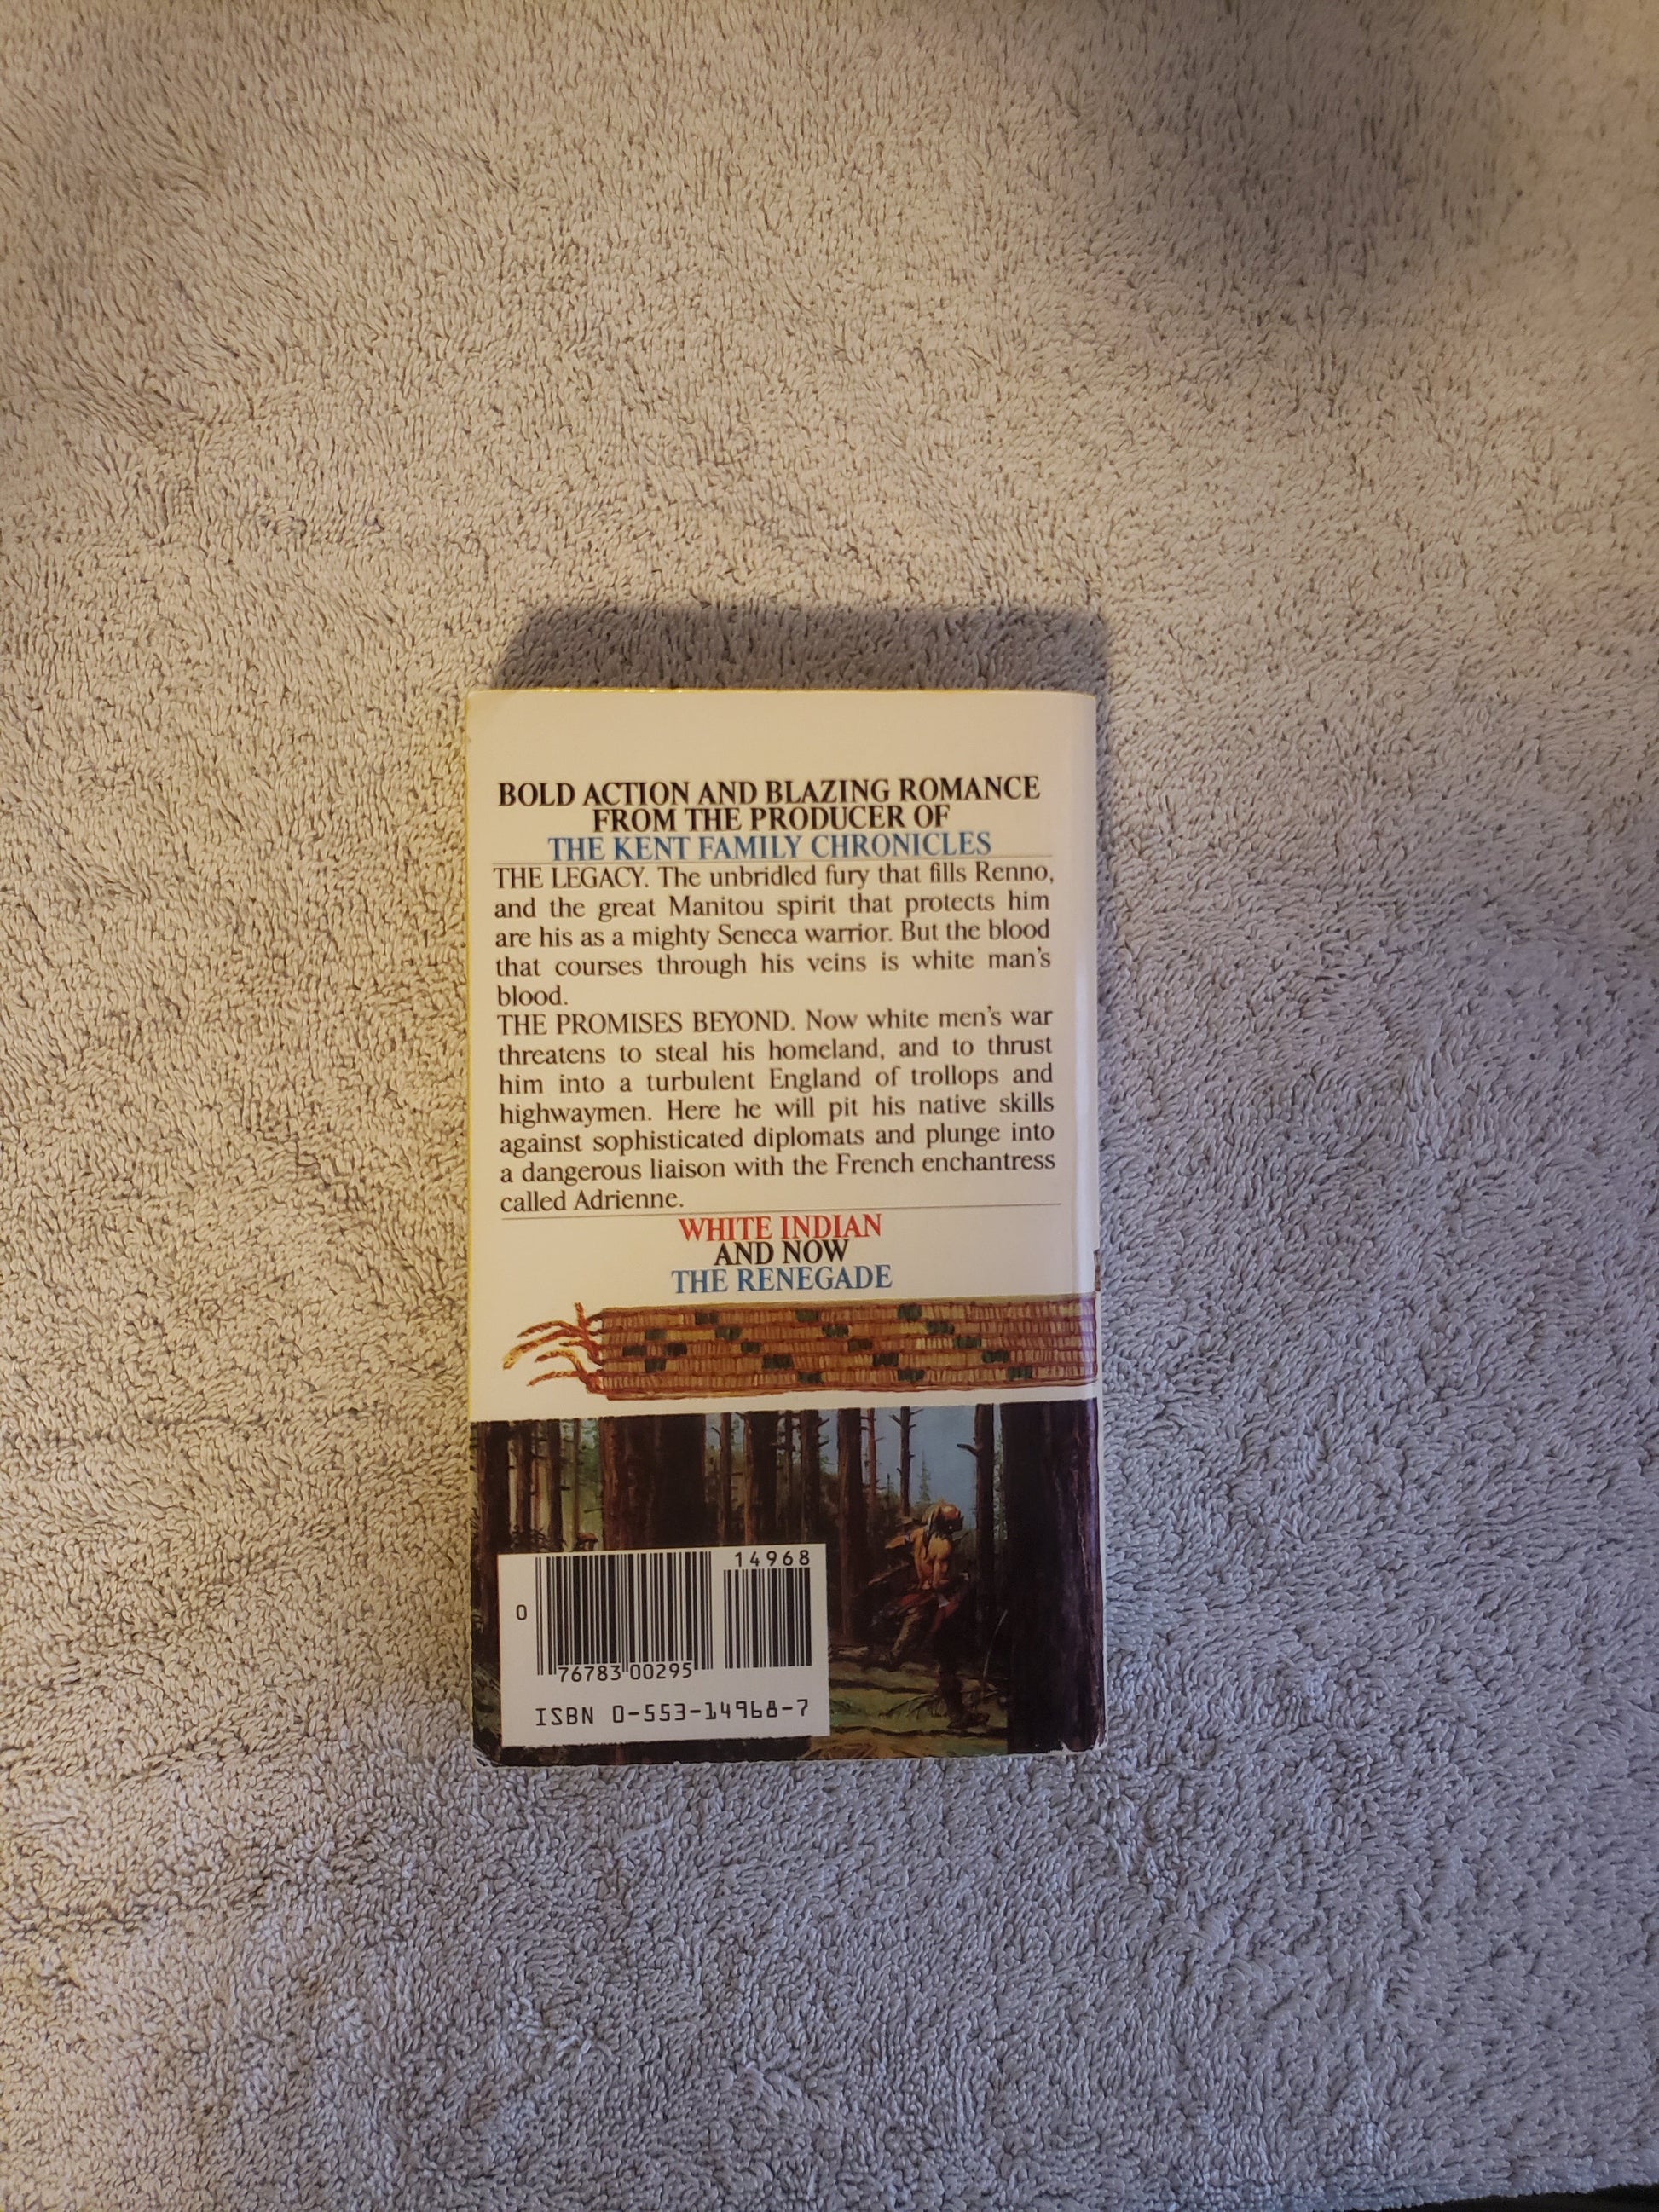 BOLD ACTION AND BLAZING ROMANCE
FROM THE PRODUCER OF
THE KENT FAMILY CHRONICLES
THE LEGACY. The unbridled fury that fills Renno,
and the great Manitou spirit that protects him
are his as a mighty Seneca warrior. But the blood
that courses through his veins is white man's
blood.
THE PROMISES BEYOND. Now white men's war
threatens to steal his homeland, and to thrust
him into a turbulent England of trollops and
highwaymen. Here he will pit his native skills
against sophisticated diplomats and plunge into
a dangerous liaison with the French enchantress
called Adrienne.
WHITE INDIAN
AND NOW
THE RENEGADE
14968
0
76783 00295
ISBN 0-553-14968-7